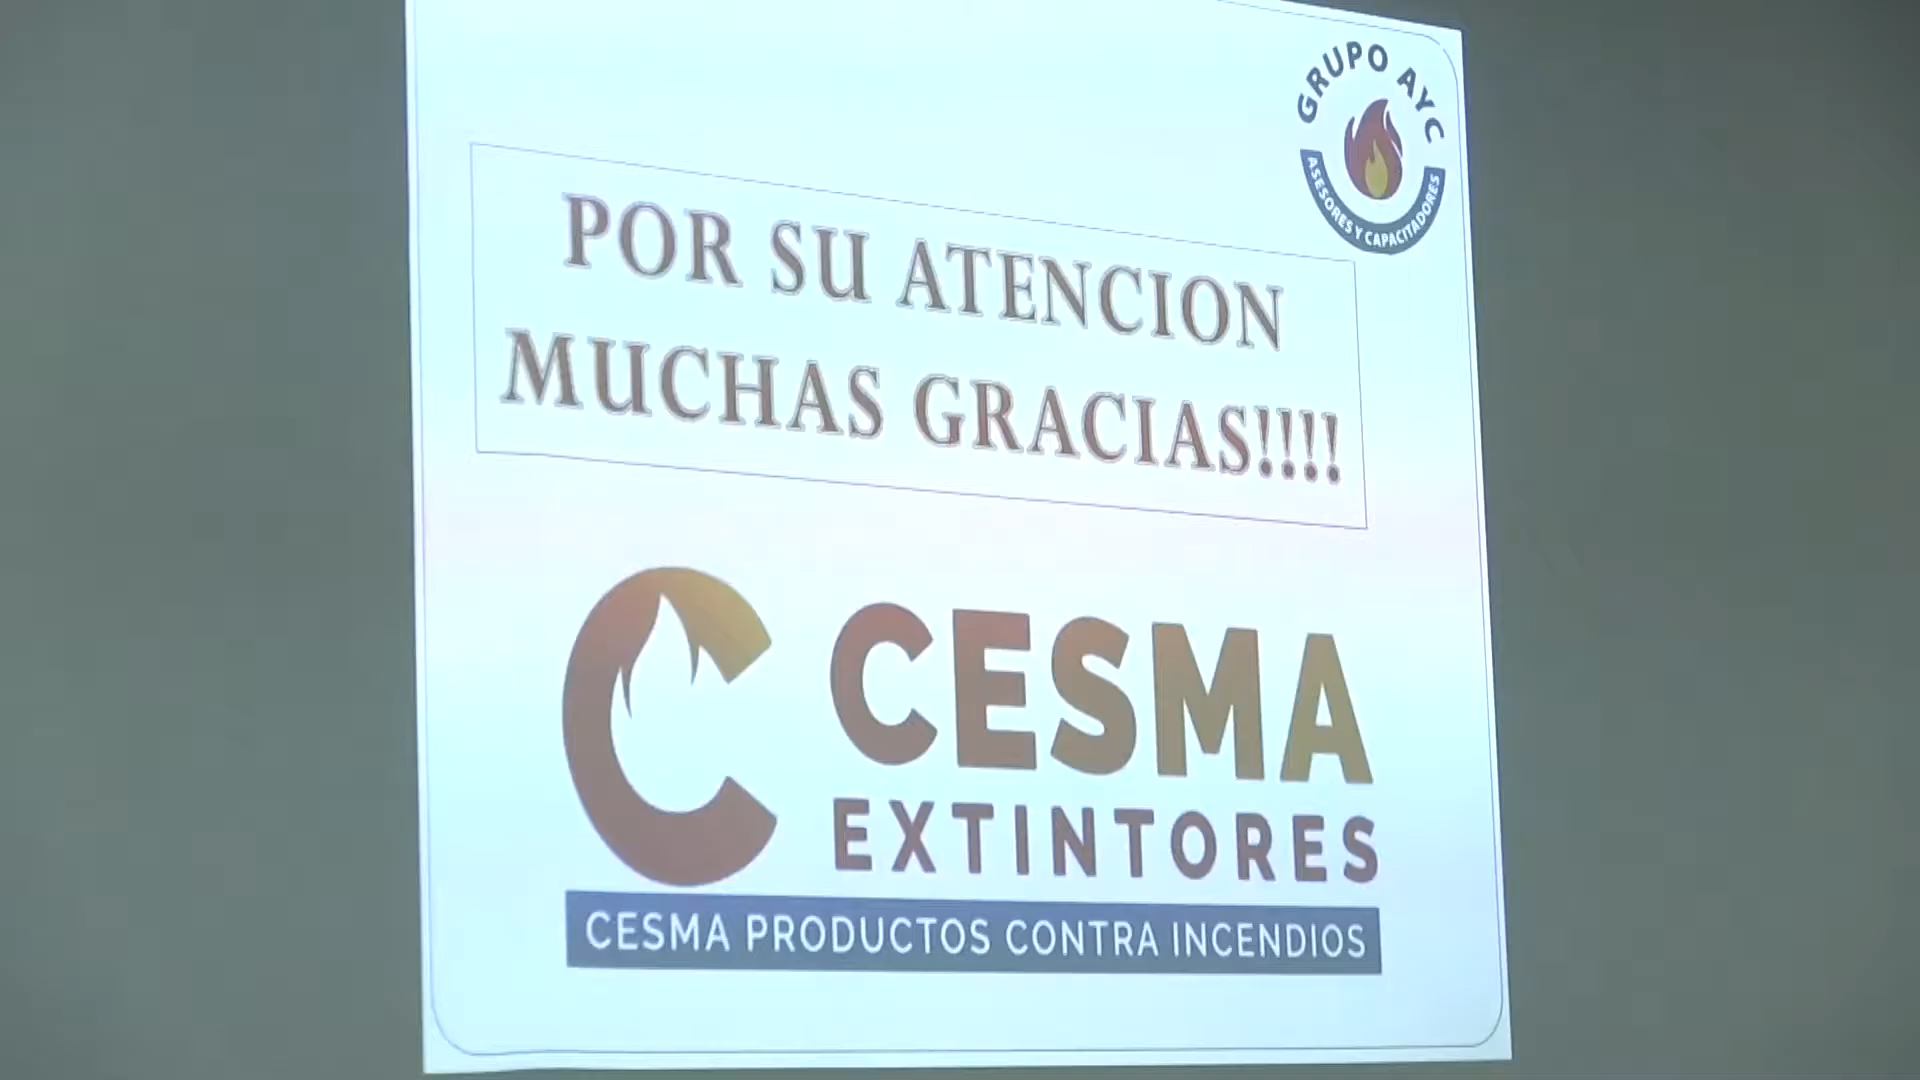 GRUPO AYC
ASESORES Y CAPACITADORES
POR SU ATENCION
MUCHAS GRACIAS!!!!
CESMA
EXTINTORES
CESMA PRODUCTOS CONTRA INCENDIOS